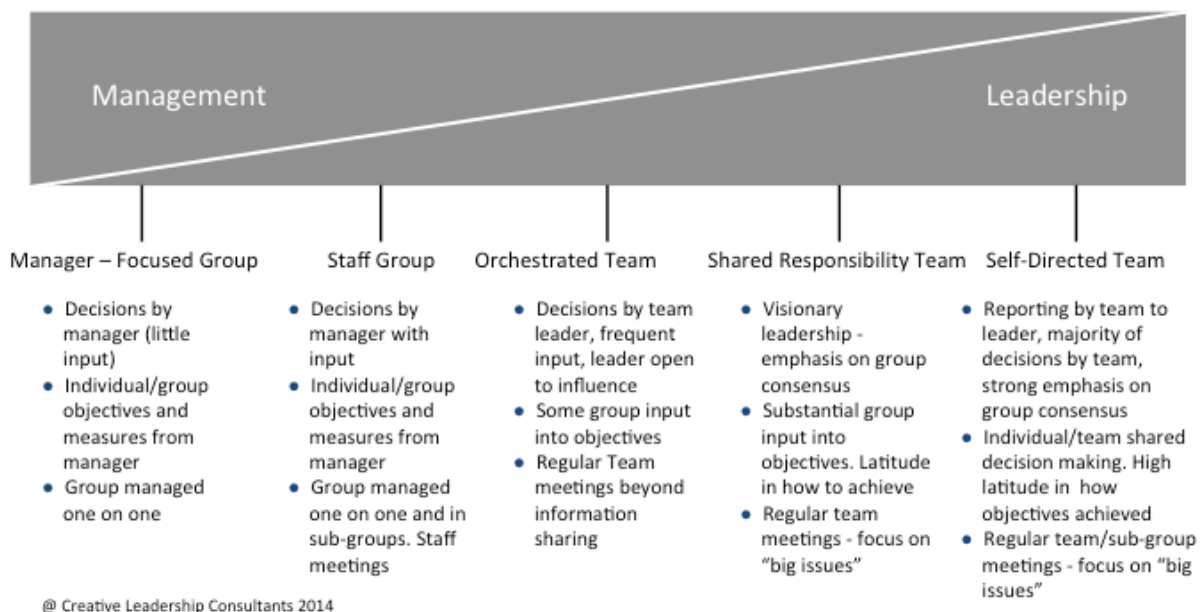 Management
Leadership
Manager – Focused Group
Staff Group
Orchestrated Team
Shared Responsibility Team
Self-Directed Team
• Decisions by
manager (little
input)
• Individual/group
objectives and
measures from
manager
• Group managed
one on one
• Decisions by
manager with
input
• Individual/group
objectives and
measures from
manager
• Group managed
one on one and in
sub-groups. Staff
meetings
• Decisions by team
leader, frequent
input, leader open
to influence
• Some group input
into objectives
• Regular Team
meetings beyond
information
sharing
• Visionary
leadership -
emphasis on group
consensus
• Substantial group
input into
objectives. Latitude
in how to achieve
• Regular team
meetings - focus on
“big issues”
• Reporting by team to
leader, majority of
decisions by team,
strong emphasis on
group consensus
• Individual/team shared
decision making. High
latitude in how
objectives achieved
• Regular team/sub-group
meetings - focus on “big
issues”
@ Creative Leadership Consultants 2014